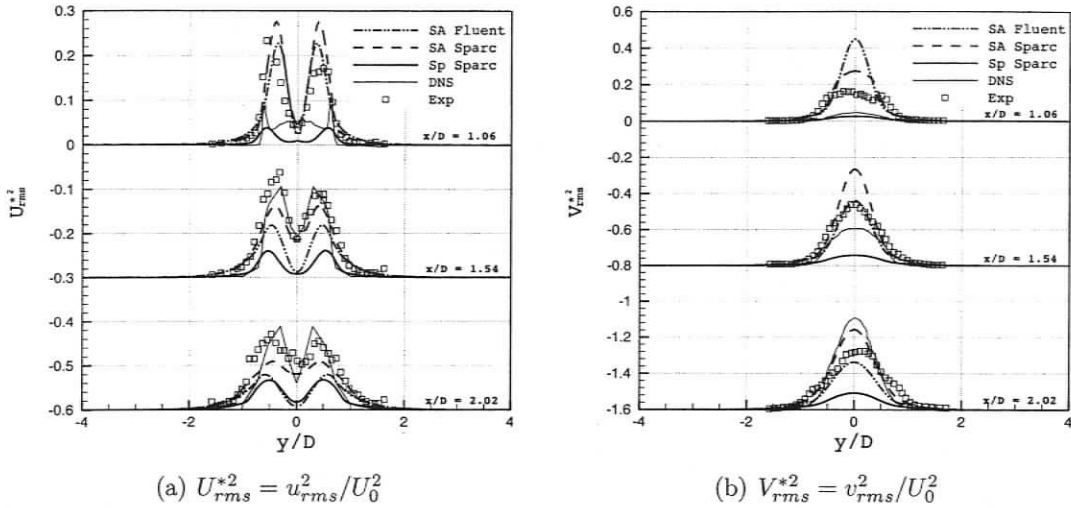 0.3
0.2
0.1
0
-0.1
-0.2
-0.3
-0.4
-0.5
-0.6
U*²rms
SA Fluent
SA Sparc
Sp Sparc
DNS
Exp
x/D = 1.06
x/D = 1.54
x/D = 2.02
-4 -2 0 2 4
y/D
(a) U*²rms = u²rms/U²0
0.6
0.4
0.2
0
-0.2
-0.4
-0.6
-0.8
-1
-1.2
-1.4
-1.6
V*²rms
SA Fluent
SA Sparc
Sp Sparc
DNS
Exp
x/D = 1.06
x/D = 1.54
x/D = 2.02
-4 -2 0 2 4
y/D
(b) V*²rms = v²rms/U²0